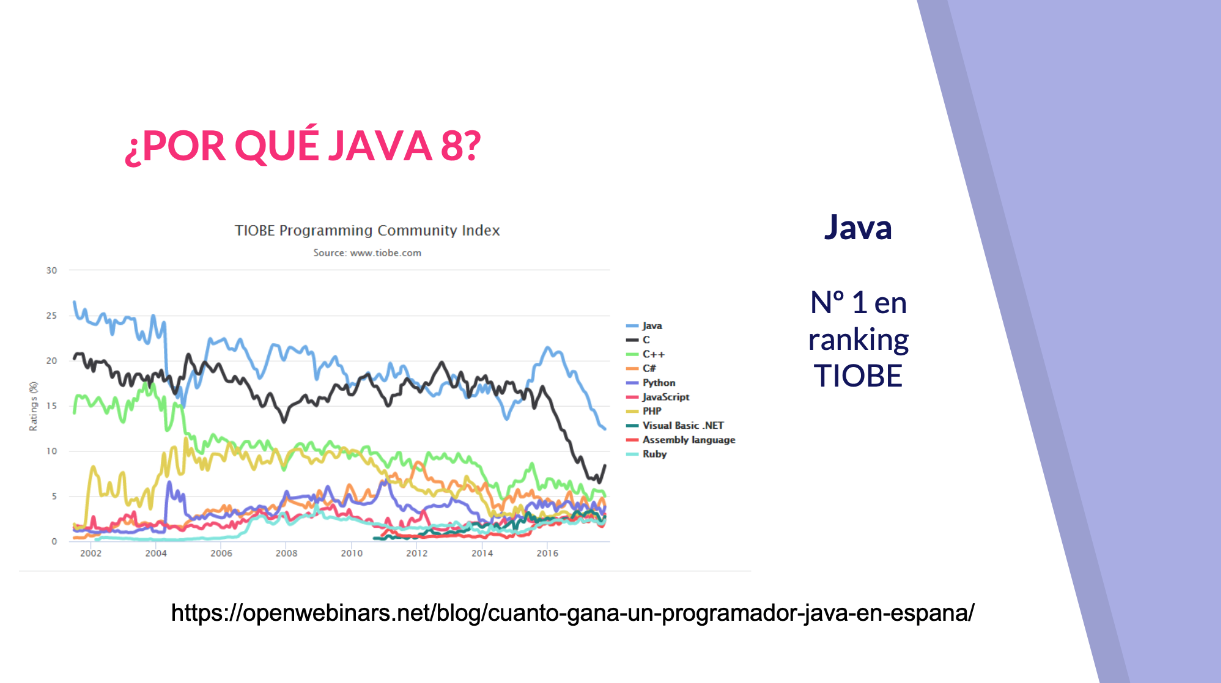 ¿POR QUÉ JAVA 8?
TIOBE Programming Community Index
Source: www.tiobe.com
Ratings (%)
30
25
20
15
10
5
0
2002 2004 2006 2008 2010 2012 2014 2016
Java
C
C++
C#
Python
JavaScript
PHP
Visual Basic .NET
Assembly language
Ruby
Java
Nº 1 en
ranking
TIOBE
https://openwebinars.net/blog/cuanto-gana-un-programador-java-en-espana/